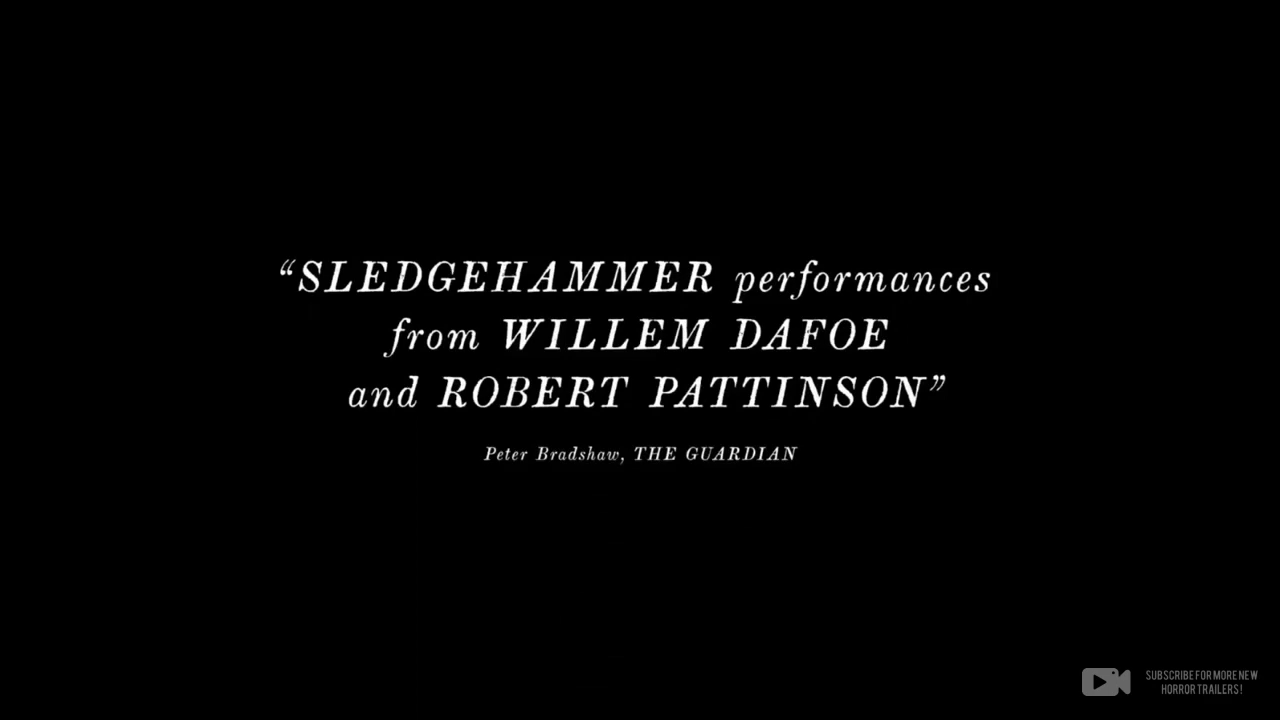 “SLEDGEHAMMER performances
from WILLEM DAFOE
and ROBERT PATTINSON”
Peter Bradshaw, THE GUARDIAN
SUBSCRIBE FOR MORE NEW
HORROR TRAILERS!